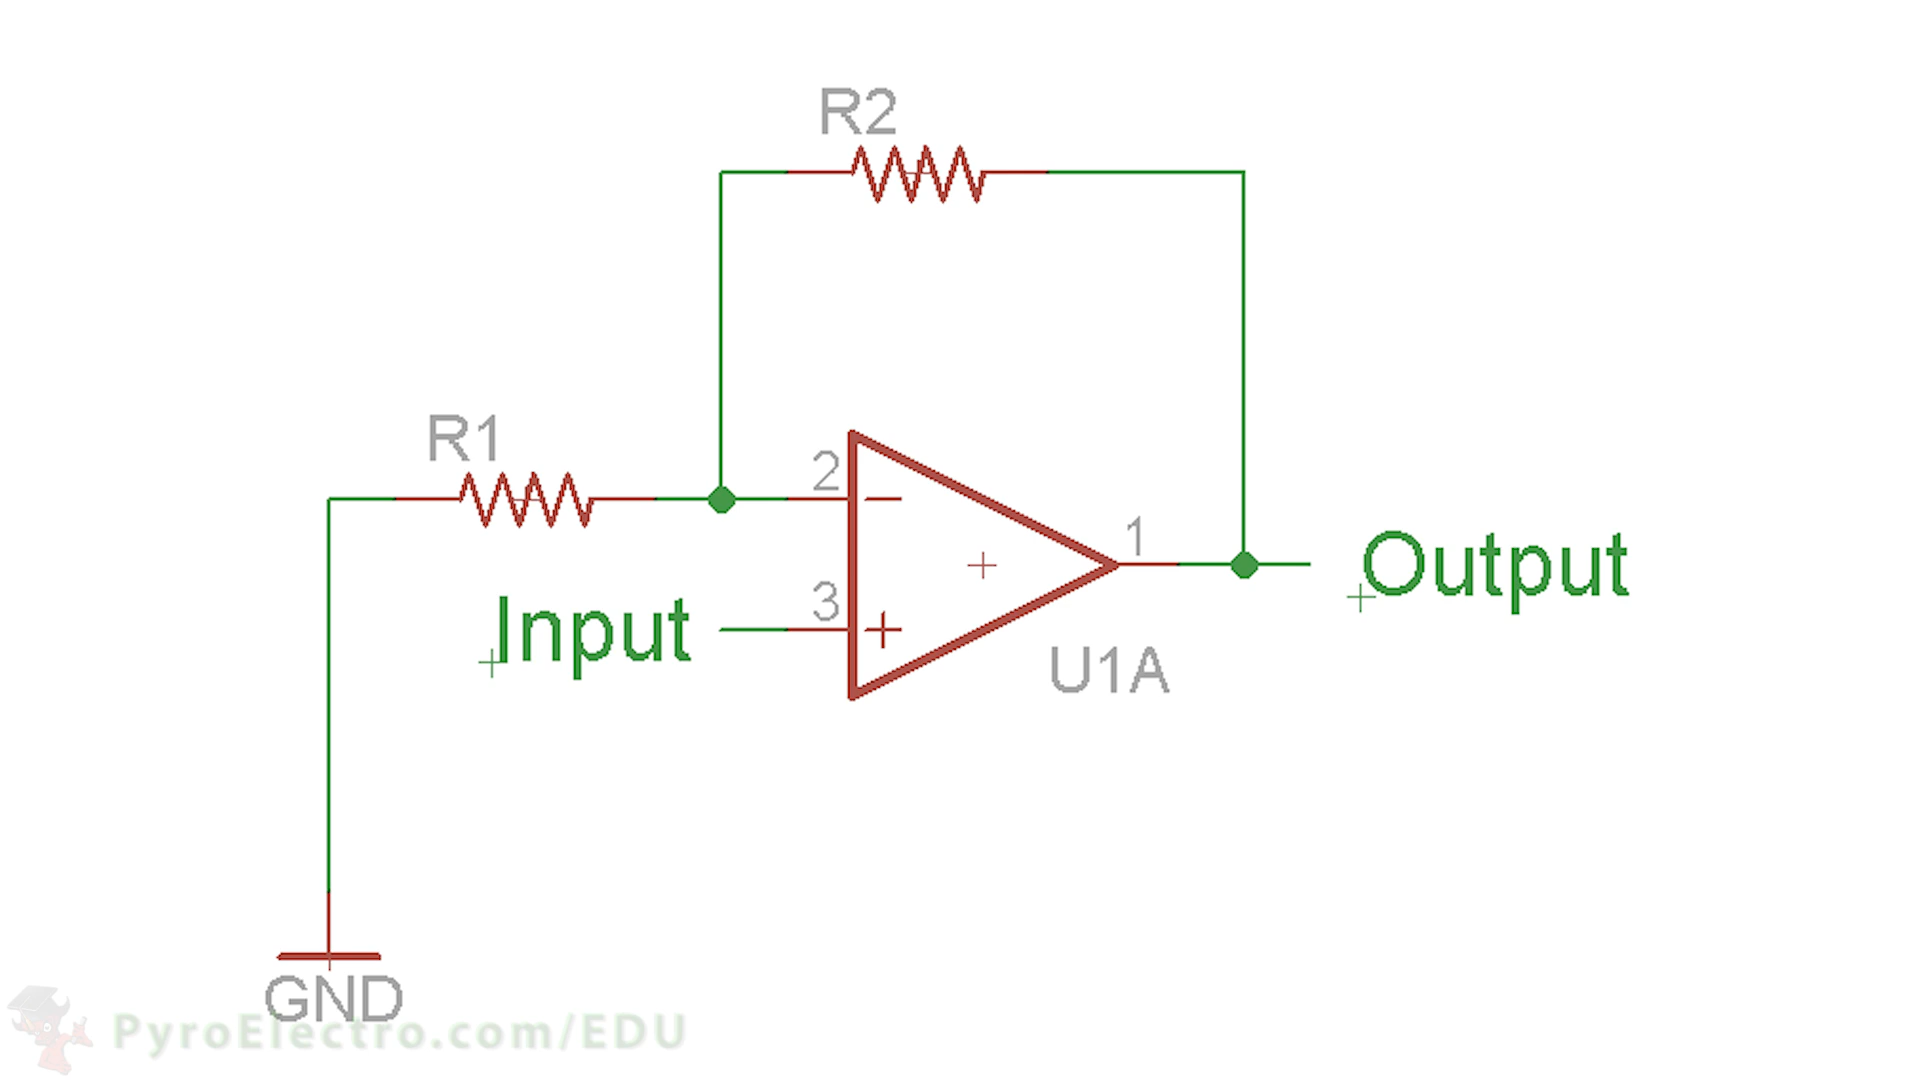 R2
R1
2
1
Output
3
Input
U1A
GND
PyroElectro.com/EDU